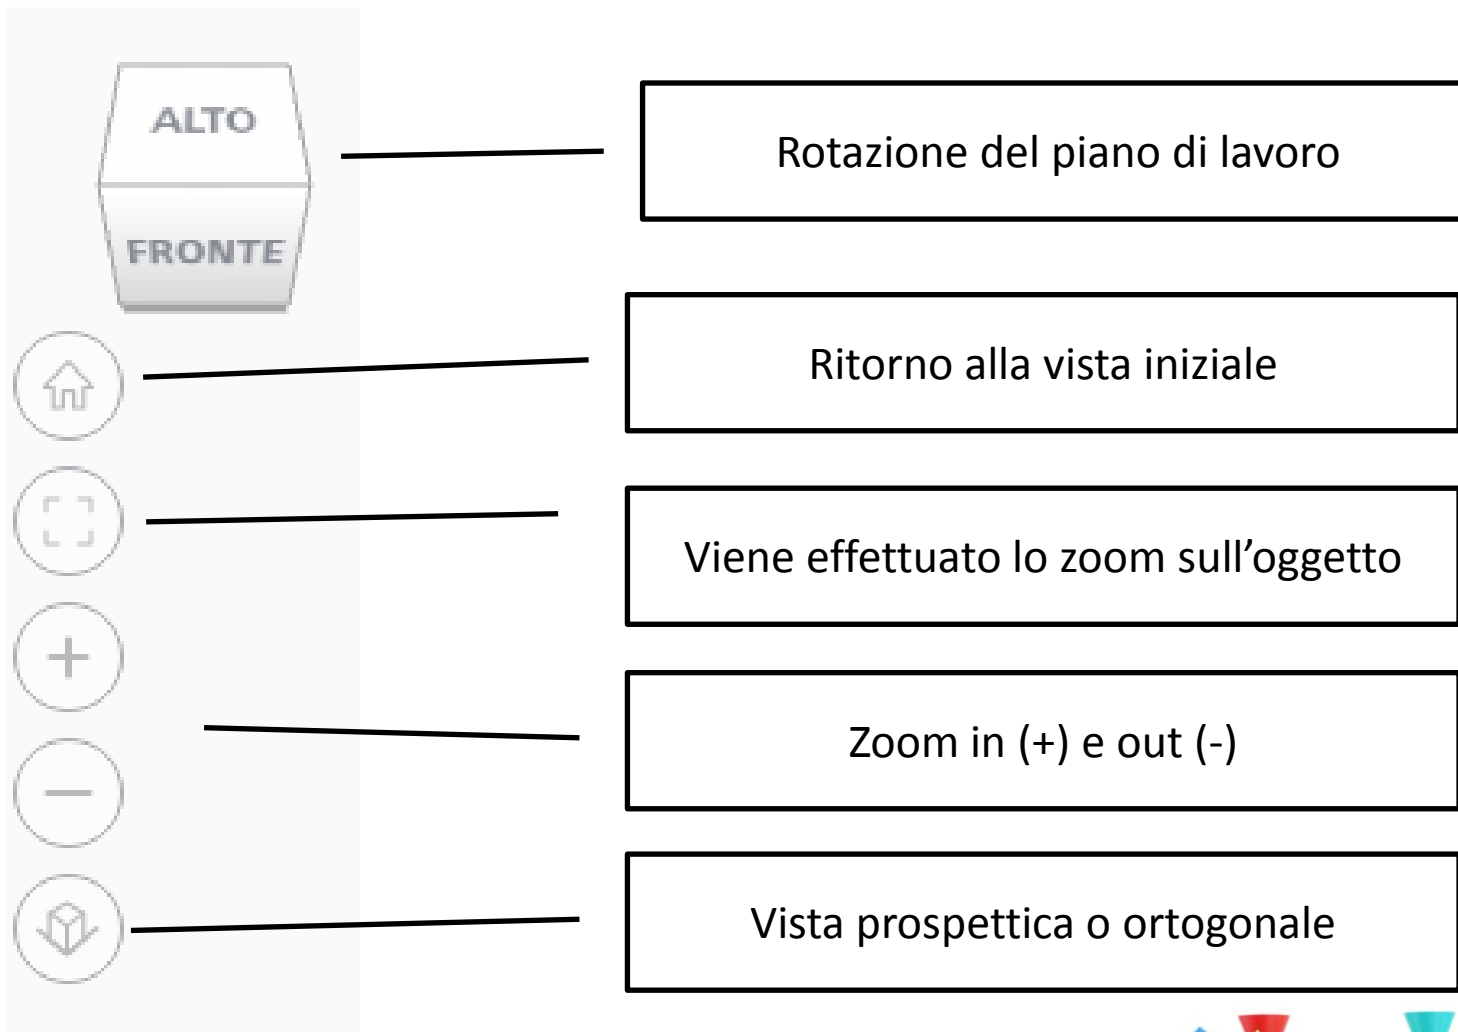 ALTO
Rotazione del piano di lavoro
FRONTE
Ritorno alla vista iniziale
Viene effettuato lo zoom sull’oggetto
Zoom in (+) e out (-)
Vista prospettica o ortogonale